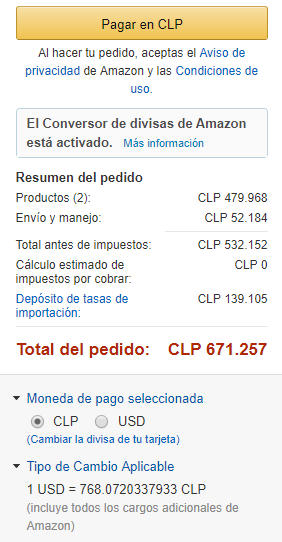 Pagar en CLP
Al hacer tu pedido, aceptas el Aviso de
privacidad de Amazon y las Condiciones de
uso.
El Conversor de divisas de Amazon
está activado. Más información
Resumen del pedido
Productos (2): CLP 479.968
Envío y manejo: CLP 52.184
Total antes de impuestos: CLP 532.152
Cálculo estimado de CLP 0
impuestos por cobrar:
Depósito de tasas de CLP 139.105
importación:
Total del pedido: CLP 671.257
Moneda de pago seleccionada
CLP USD
(Cambiar la divisa de tu tarjeta)
Tipo de Cambio Aplicable
1 USD = 768.0720337933 CLP
(incluye todos los cargos adicionales de
Amazon)